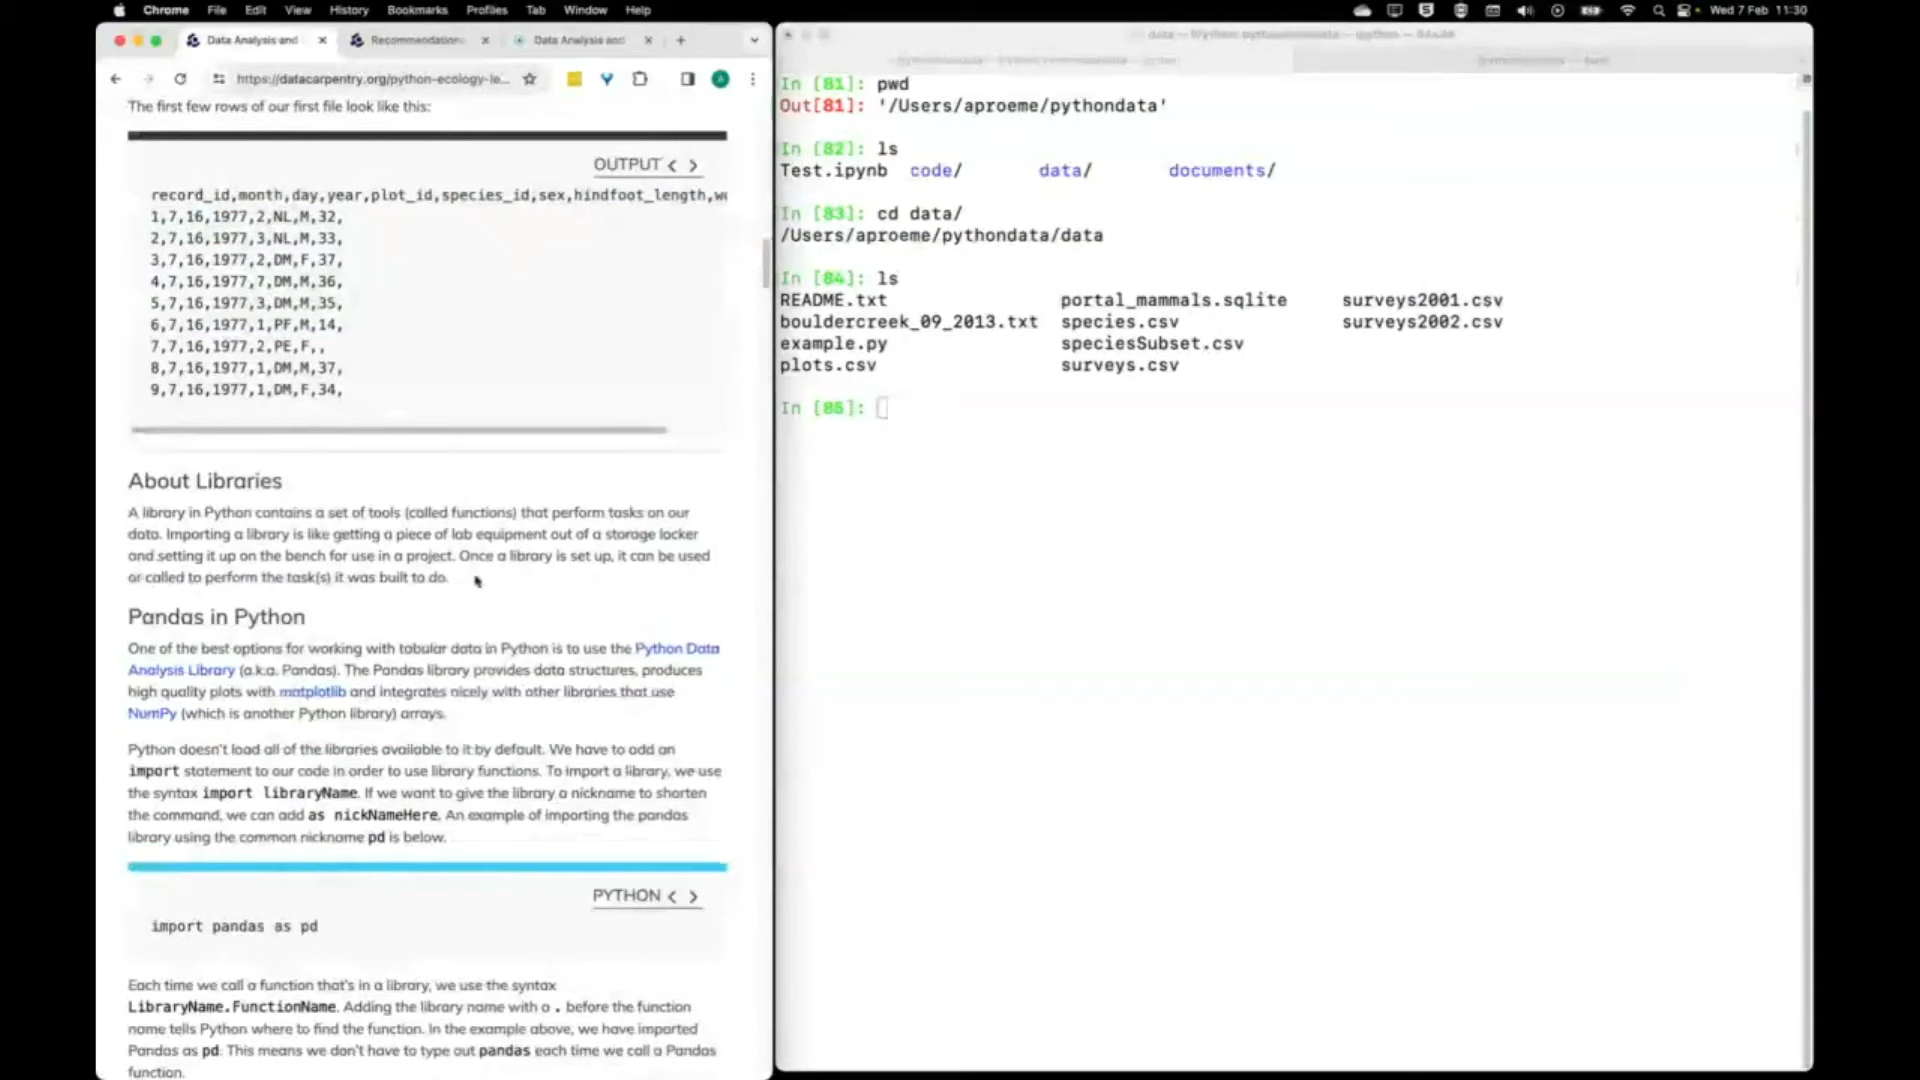 Chrome File Edit View History Bookmarks Profiles Tab Window Help
Wed 7 Feb 11:30
Data Analysis and
Recommendation
Data Analysis and
https://datacarpentry.org/python-ecology-le...
The first few rows of our first file look like this:
OUTPUT < >
record_id,month,day,year,plot_id,species_id,sex,hindfoot_length,we
1,7,16,1977,2,NL,M,32,
2,7,16,1977,3,NL,M,33,
3,7,16,1977,2,DM,F,37,
4,7,16,1977,7,DM,M,36,
5,7,16,1977,3,DM,M,35,
6,7,16,1977,1,PF,M,14,
7,7,16,1977,2,PE,F,,
8,7,16,1977,1,DM,M,37,
9,7,16,1977,1,DM,F,34,
About Libraries
A library in Python contains a set of tools (called functions) that perform tasks on our
data. Importing a library is like getting a piece of lab equipment out of a storage locker
and setting it up on the bench for use in a project. Once a library is set up, it can be used
or called to perform the task(s) it was built to do.
Pandas in Python
One of the best options for working with tabular data in Python is to use the Python Data
Analysis Library (a.k.a. Pandas). The Pandas library provides data structures, produces
high quality plots with matplotlib and integrates nicely with other libraries that use
NumPy (which is another Python library) arrays.
Python doesn't load all of the libraries available to it by default. We have to add an
import statement to our code in order to use library functions. To import a library, we use
the syntax import libraryName. If we want to give the library a nickname to shorten
the command, we can add as nickNameHere. An example of importing the pandas
library using the common nickname pd is below.
PYTHON < >
import pandas as pd
Each time we call a function that's in a library, we use the syntax
LibraryName.FunctionName. Adding the library name with a . before the function
name tells Python where to find the function. In the example above, we have imported
Pandas as pd. This means we don't have to type out pandas each time we call a Pandas
function.
In [81]: pwd
Out[81]: '/Users/aproeme/pythondata'
In [82]: ls
Test.ipynb code/ data/ documents/
In [83]: cd data/
/Users/aproeme/pythondata/data
In [84]: ls
README.txt portal_mammals.sqlite surveys2001.csv
bouldercreek_09_2013.txt species.csv surveys2002.csv
example.py speciesSubset.csv
plots.csv surveys.csv
In [85]: